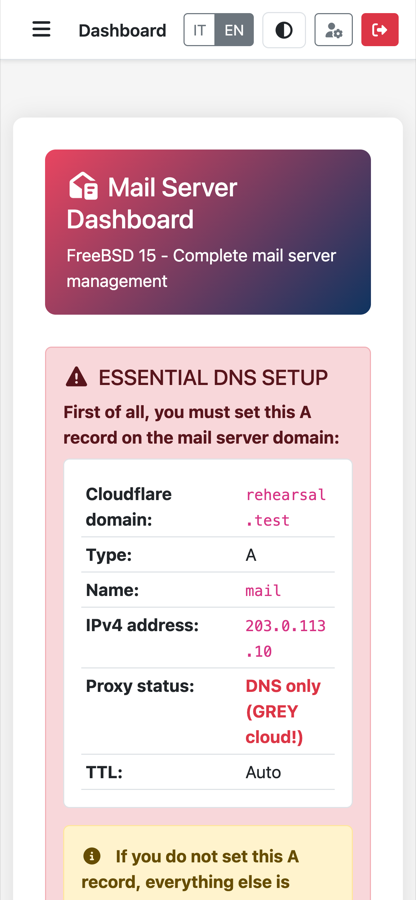 Dashboard IT EN
Mail Server
Dashboard
FreeBSD 15 - Complete mail server
management
ESSENTIAL DNS SETUP
First of all, you must set this A
record on the mail server domain:
Cloudflare rehearsal
domain: .test
Type: A
Name: mail
IPv4 address: 203.0.113
.10
Proxy status: DNS only
(GREY
cloud!)
TTL: Auto
If you do not set this A
record, everything else is